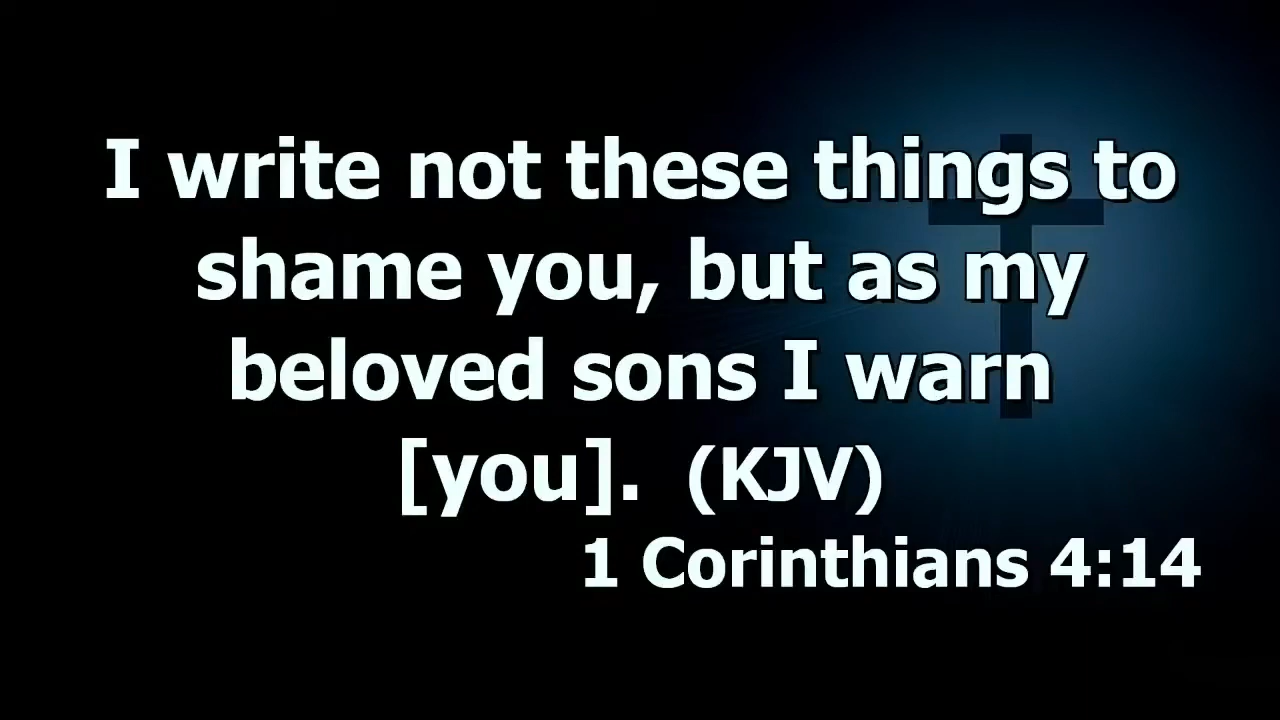 I write not these things to
shame you, but as my
beloved sons I warn
[you]. (KJV)
1 Corinthians 4:14